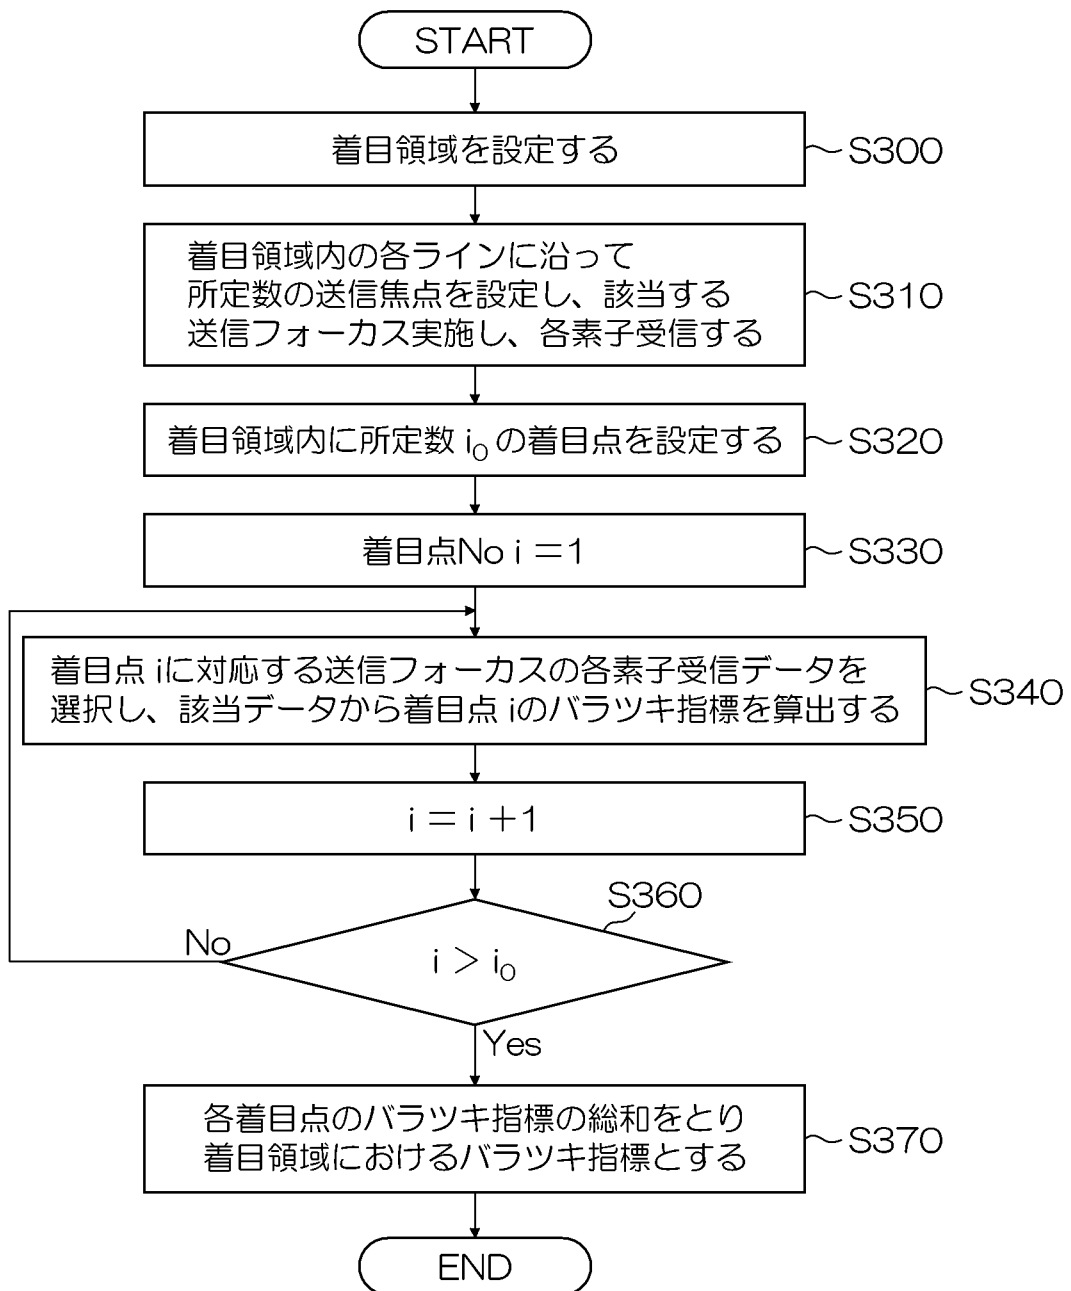 START
着目領域を設定する
S300
着目領域内の各ラインに沿って
所定数の送信焦点を設定し、該当する
送信フォーカス実施し、各素子受信する
S310
着目領域内に所定数 i₀ の着目点を設定する
S320
着目点No i =1
S330
着目点 iに対応する送信フォーカスの各素子受信データを
選択し、該当データから着目点 iのバラツキ指標を算出する
S340
i = i +1
S350
S360
No
i > i₀
Yes
各着目点のバラツキ指標の総和をとり
着目領域におけるバラツキ指標とする
S370
END